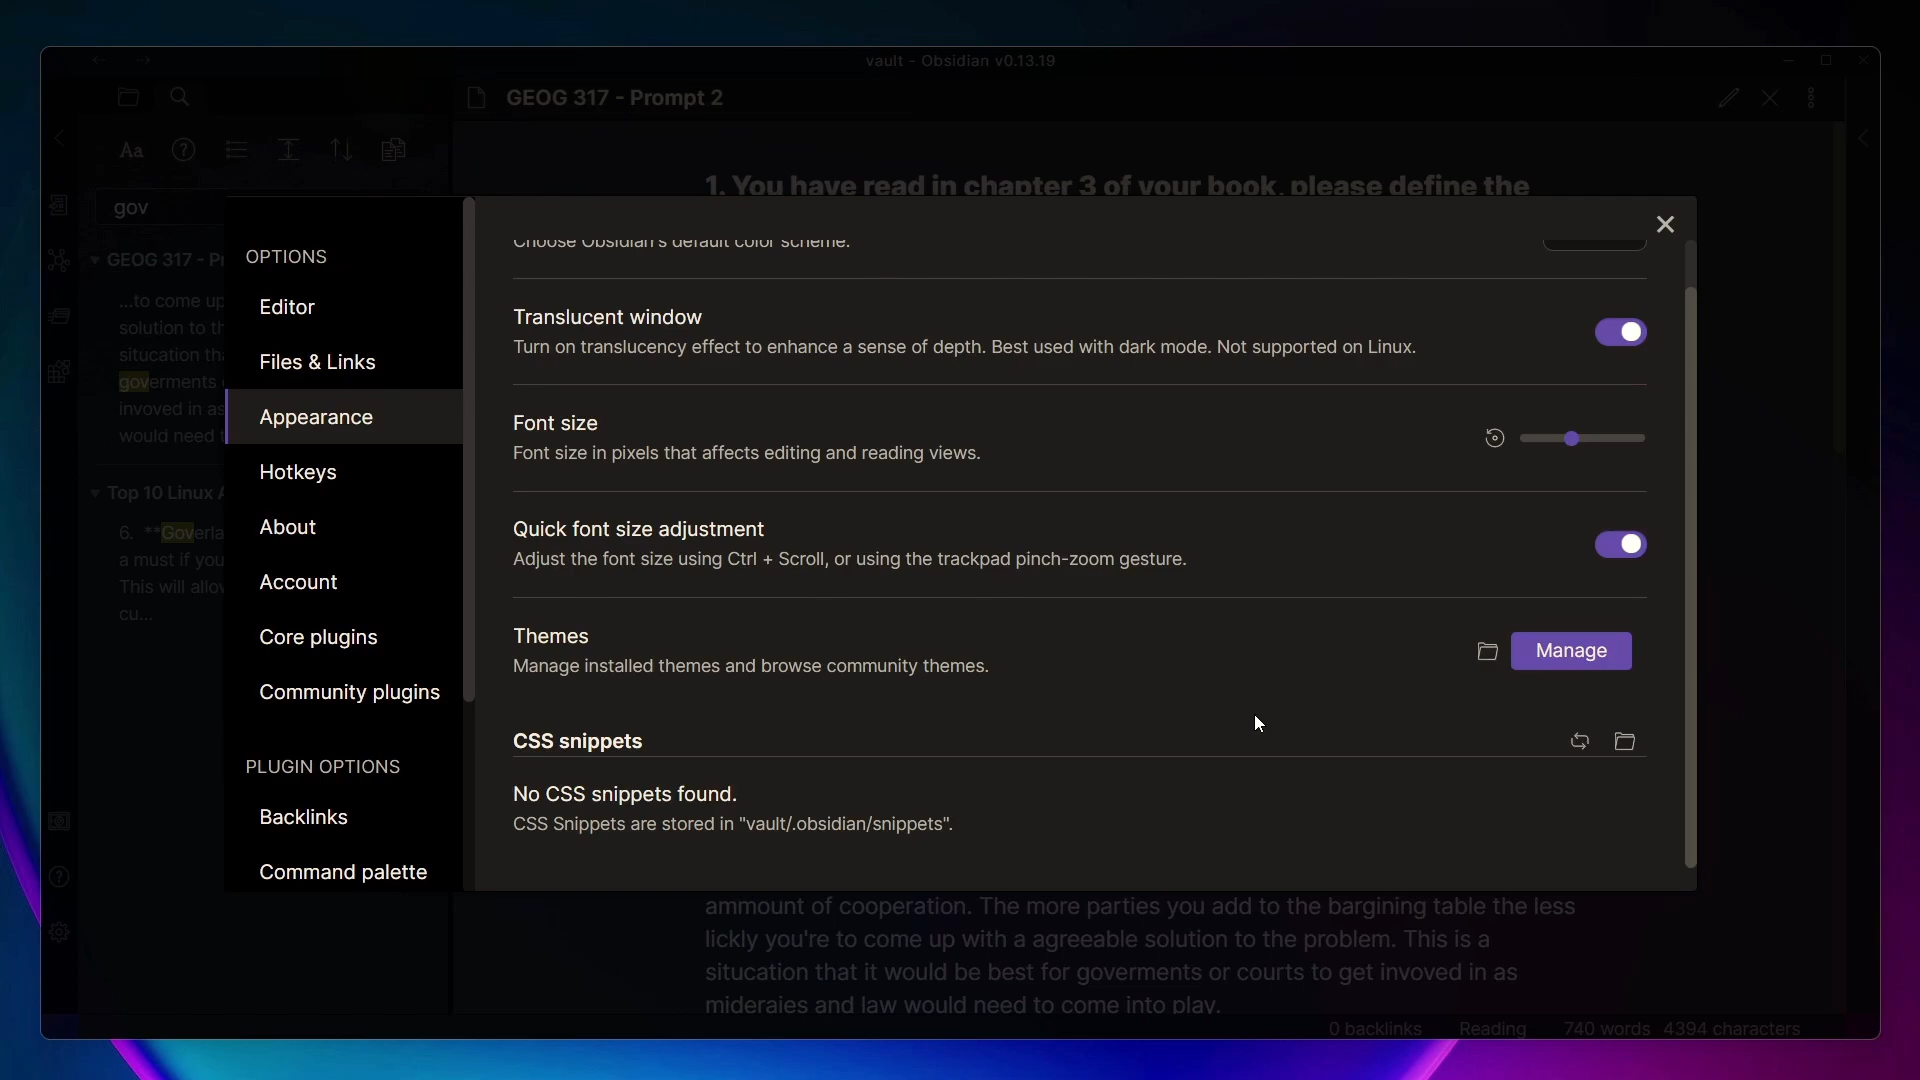 vault - Obsidian v0.13.19
GEOG 317 - Prompt 2
Aa
gov
1. You have read in chapter 3 of your book, please define the
GEOG 317 - Pr
...to come up
solution to th
situcation tha
goverments
invoved in as
would need t
Top 10 Linux A
6. **Goverla
a must if you
This will allov
cu...
OPTIONS
Editor
Files & Links
Appearance
Hotkeys
About
Account
Core plugins
Community plugins
PLUGIN OPTIONS
Backlinks
Command palette
Choose Obsidian's default color scheme.
Translucent window
Turn on translucency effect to enhance a sense of depth. Best used with dark mode. Not supported on Linux.
Font size
Font size in pixels that affects editing and reading views.
Quick font size adjustment
Adjust the font size using Ctrl + Scroll, or using the trackpad pinch-zoom gesture.
Themes
Manage installed themes and browse community themes.
Manage
CSS snippets
No CSS snippets found.
CSS Snippets are stored in "vault/.obsidian/snippets".
ammount of cooperation. The more parties you add to the bargining table the less
lickly you're to come up with a agreeable solution to the problem. This is a
situcation that it would be best for goverments or courts to get invoved in as
mideraies and law would need to come into play.
0 backlinks Reading 740 words 4394 characters